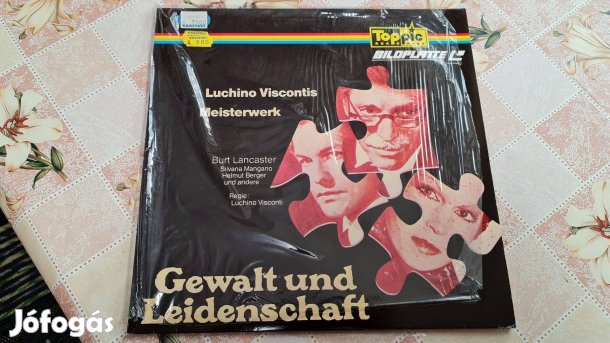 Toppic
BILDPLATTE
Luchino Viscontis
Meisterwerk
Burt Lancaster
Silvana Mangano
Helmut Berger
und andere
Regie:
Luchino Visconti
Gewalt und
Leidenschaft
Jófogás